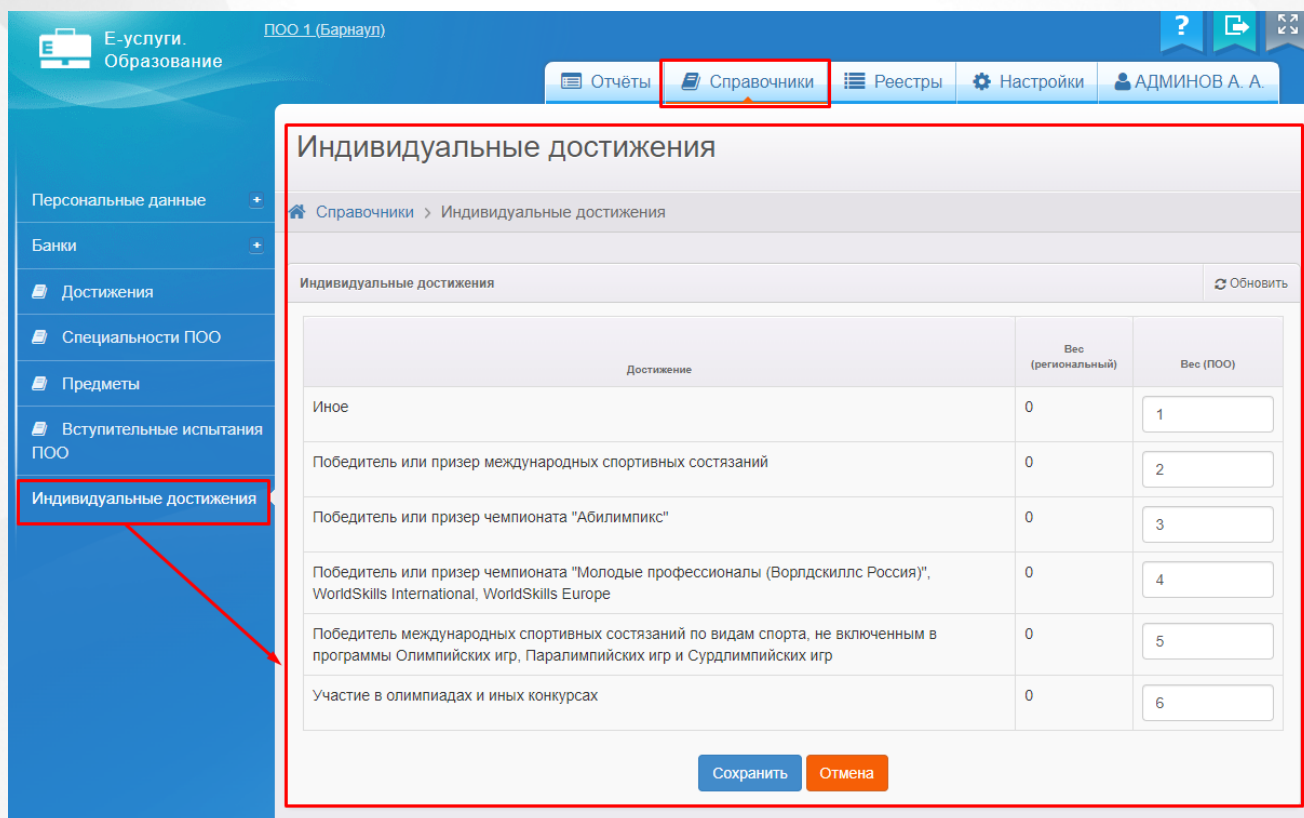 Е-услуги.
Образование
ПОО 1 (Барнаул)
?
Отчёты
Справочники
Реестры
Настройки
АДМИНОВ А. А.
Персональные данные
Банки
Достижения
Специальности ПОО
Предметы
Вступительные испытания
ПОО
Индивидуальные достижения
Индивидуальные достижения
Справочники > Индивидуальные достижения
Индивидуальные достижения
Обновить
Достижение
Вес
(региональный)
Вес (ПОО)
Иное 0 1
Победитель или призер международных спортивных состязаний 0 2
Победитель или призер чемпионата "Абилимпикс" 0 3
Победитель или призер чемпионата "Молодые профессионалы (Ворлдскиллс Россия)", 0 4
WorldSkills International, WorldSkills Europe
Победитель международных спортивных состязаний по видам спорта, не включенным в 0 5
программы Олимпийских игр, Паралимпийских игр и Сурдлимпийских игр
Участие в олимпиадах и иных конкурсах 0 6
Сохранить
Отмена